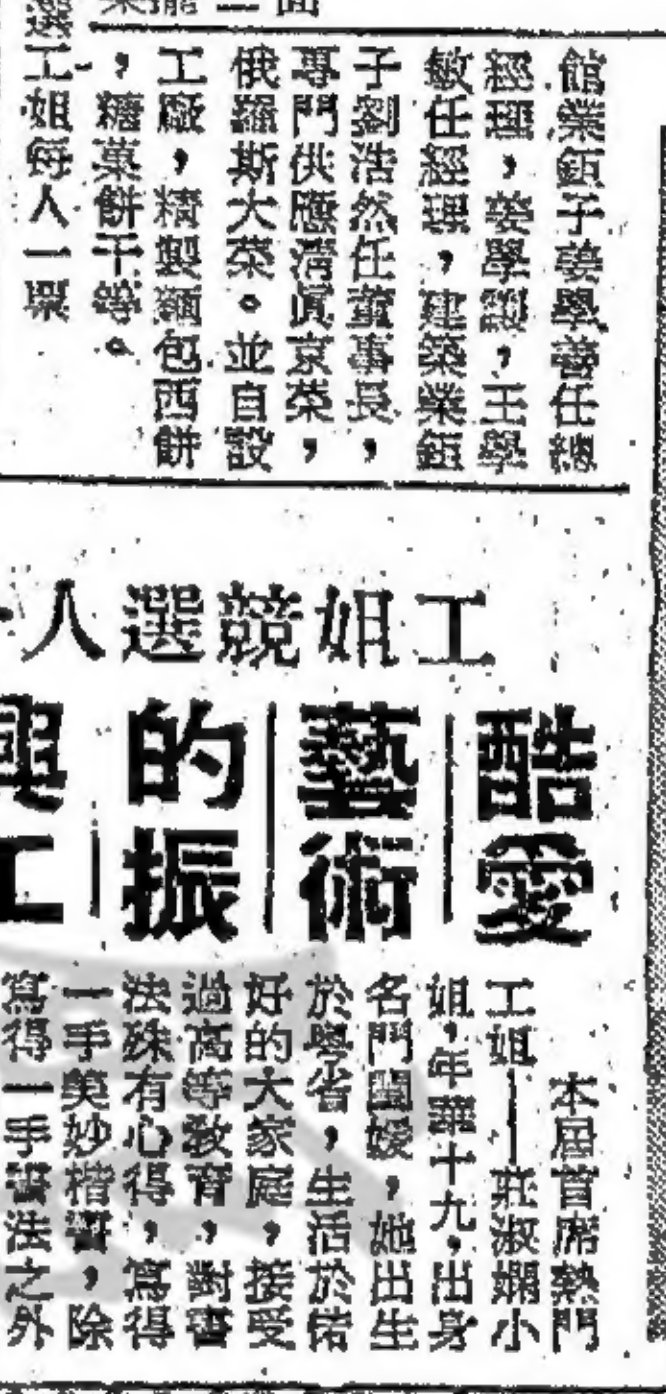 館業鉅子姜學善任總
經理，姜學,王學
敏任經理，建築業鉅
子劉浩然任董事長，
專門供應清眞京菜，
俄羅斯大菜。並自設
工廠，精製麵包西餅
，糖菓餅干等。
選工姐每人一
工姐競選人
酷愛
藝術
的振
興工
本屆首席熱門
工姐——莊淑嫻小
姐，年華十九，出身
名門閨媛，她出生
於學省，生活於
好的大家庭，接受
過高等敎育，對書
法殊有心得，寫得
一手美妙楷書，除
寫得一手書法之外